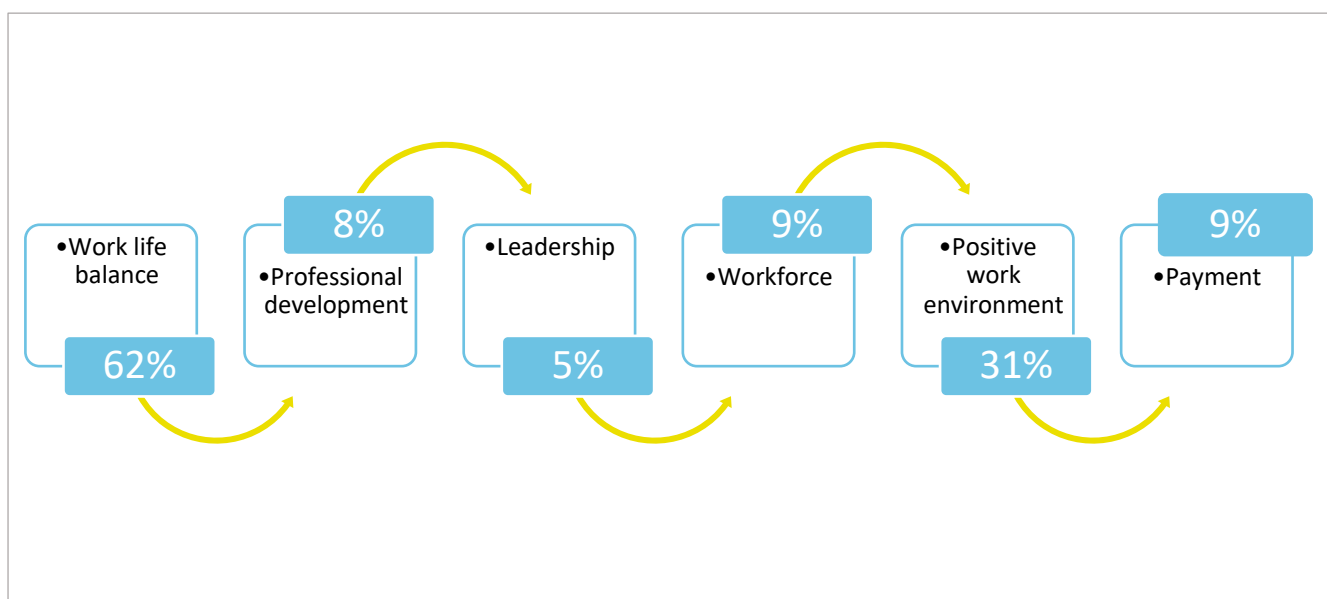 •Work life
balance
62%
8%
•Professional
development
•Leadership
5%
9%
•Workforce
•Positive
work
environment
31%
9%
•Payment